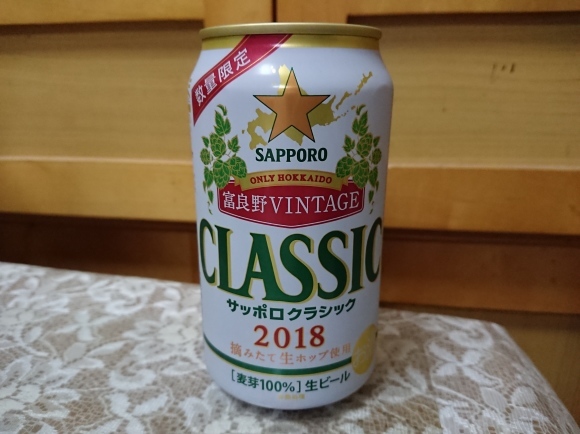 数量限定
SAPPORO
ONLY HOKKAIDO
富良野VINTAGE
CLASSIC
サッポロクラシック
2018
摘みたて生ホップ使用
[麦芽100%]生ビール